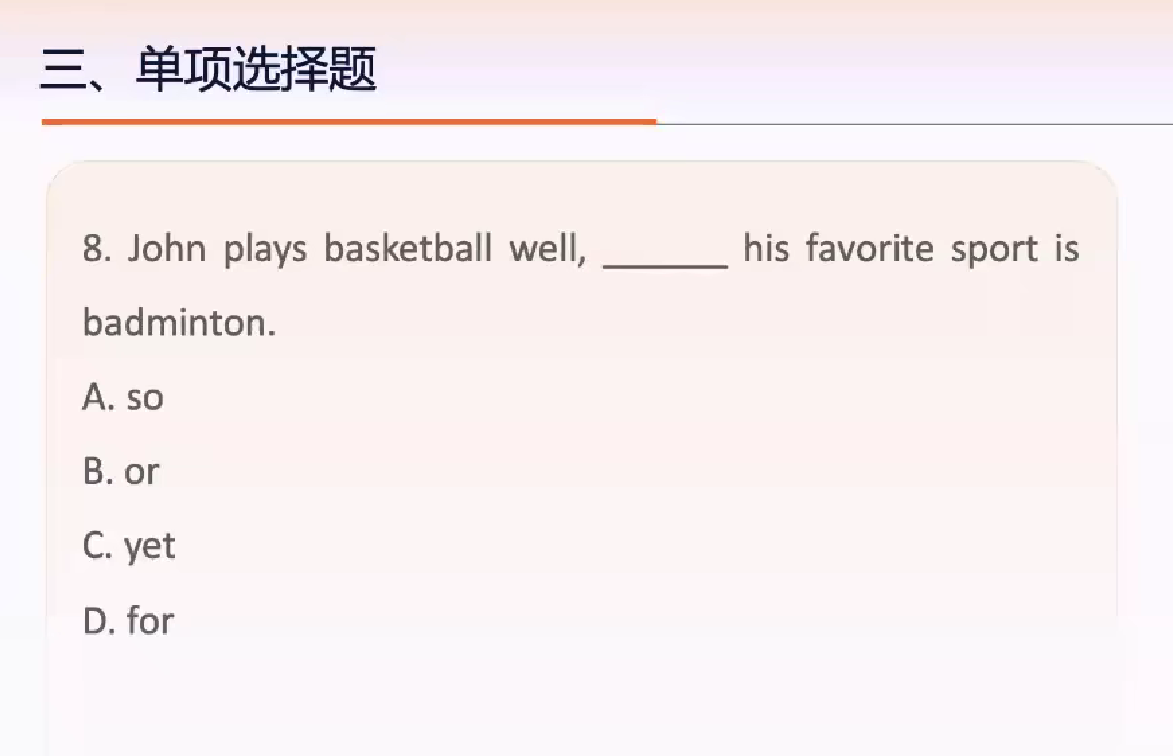 三、单项选择题
8. John plays basketball well, ______ his favorite sport is
badminton.
A. so
B. or
C. yet
D. for